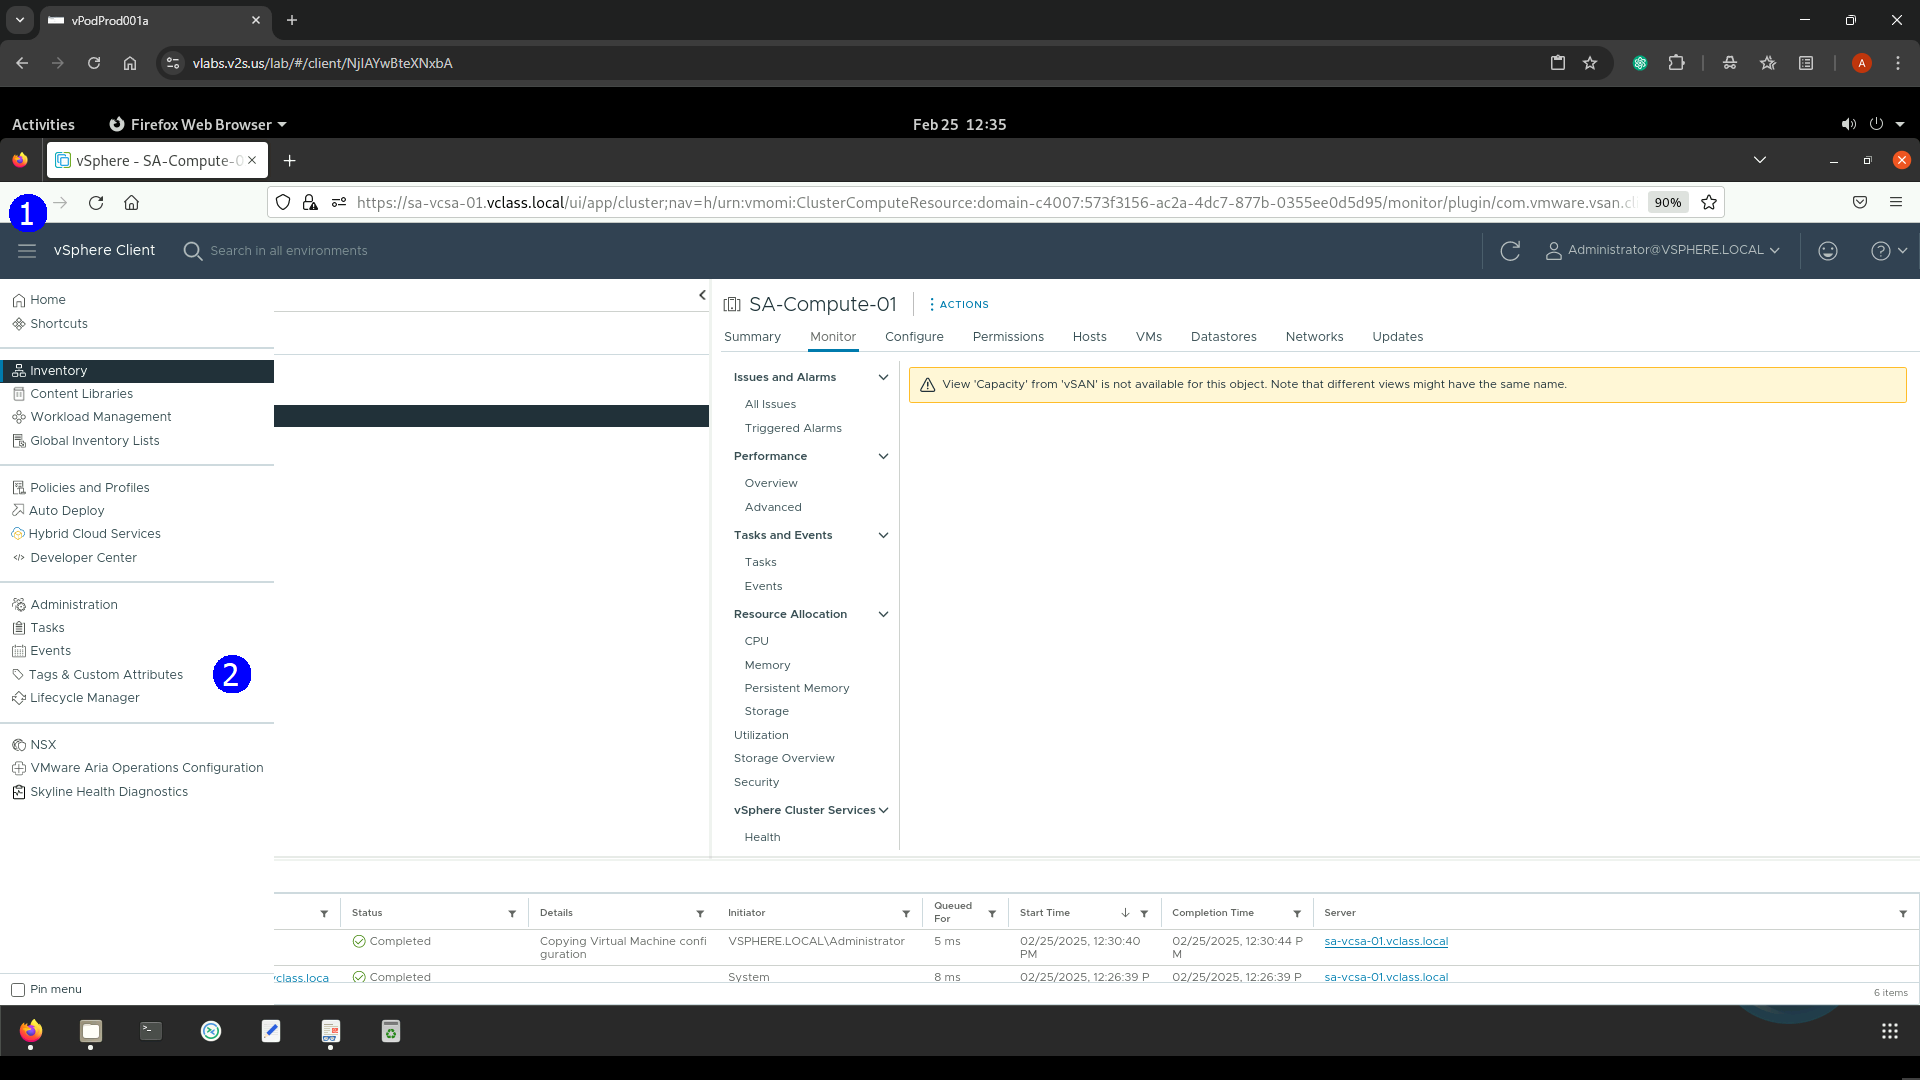 vPodProd001a
vlabs.v2s.us/lab/#/client/NjIAYwBteXNxbA
A
Activities
Firefox Web Browser
Feb 25 12:35
vSphere - SA-Compute-0
https://sa-vcsa-01.vclass.local/ui/app/cluster;nav=h/urn:vmomi:ClusterComputeResource:domain-c4007:573f3156-ac2a-4dc7-877b-0355ee0d5d95/monitor/plugin/com.vmware.vsan.cl
90%
1
vSphere Client
Search in all environments
Administrator@VSPHERE.LOCAL
Home
Shortcuts
Inventory
Content Libraries
Workload Management
Global Inventory Lists
Policies and Profiles
Auto Deploy
Hybrid Cloud Services
Developer Center
Administration
Tasks
Events
Tags & Custom Attributes
2
Lifecycle Manager
NSX
VMware Aria Operations Configuration
Skyline Health Diagnostics
Pin menu
SA-Compute-01
ACTIONS
Summary
Monitor
Configure
Permissions
Hosts
VMs
Datastores
Networks
Updates
Issues and Alarms
All Issues
Triggered Alarms
Performance
Overview
Advanced
Tasks and Events
Tasks
Events
Resource Allocation
CPU
Memory
Persistent Memory
Storage
Utilization
Storage Overview
Security
vSphere Cluster Services
Health
View 'Capacity' from 'vSAN' is not available for this object. Note that different views might have the same name.
Status
Details
Initiator
Queued
For
Start Time
Completion Time
Server
Completed
Copying Virtual Machine confi
guration
VSPHERE.LOCAL\Administrator
5 ms
02/25/2025, 12:30:40
PM
02/25/2025, 12:30:44 P
M
sa-vcsa-01.vclass.local
vclass.loca
Completed
System
8 ms
02/25/2025, 12:26:39 P
02/25/2025, 12:26:39 P
sa-vcsa-01.vclass.local
6 items